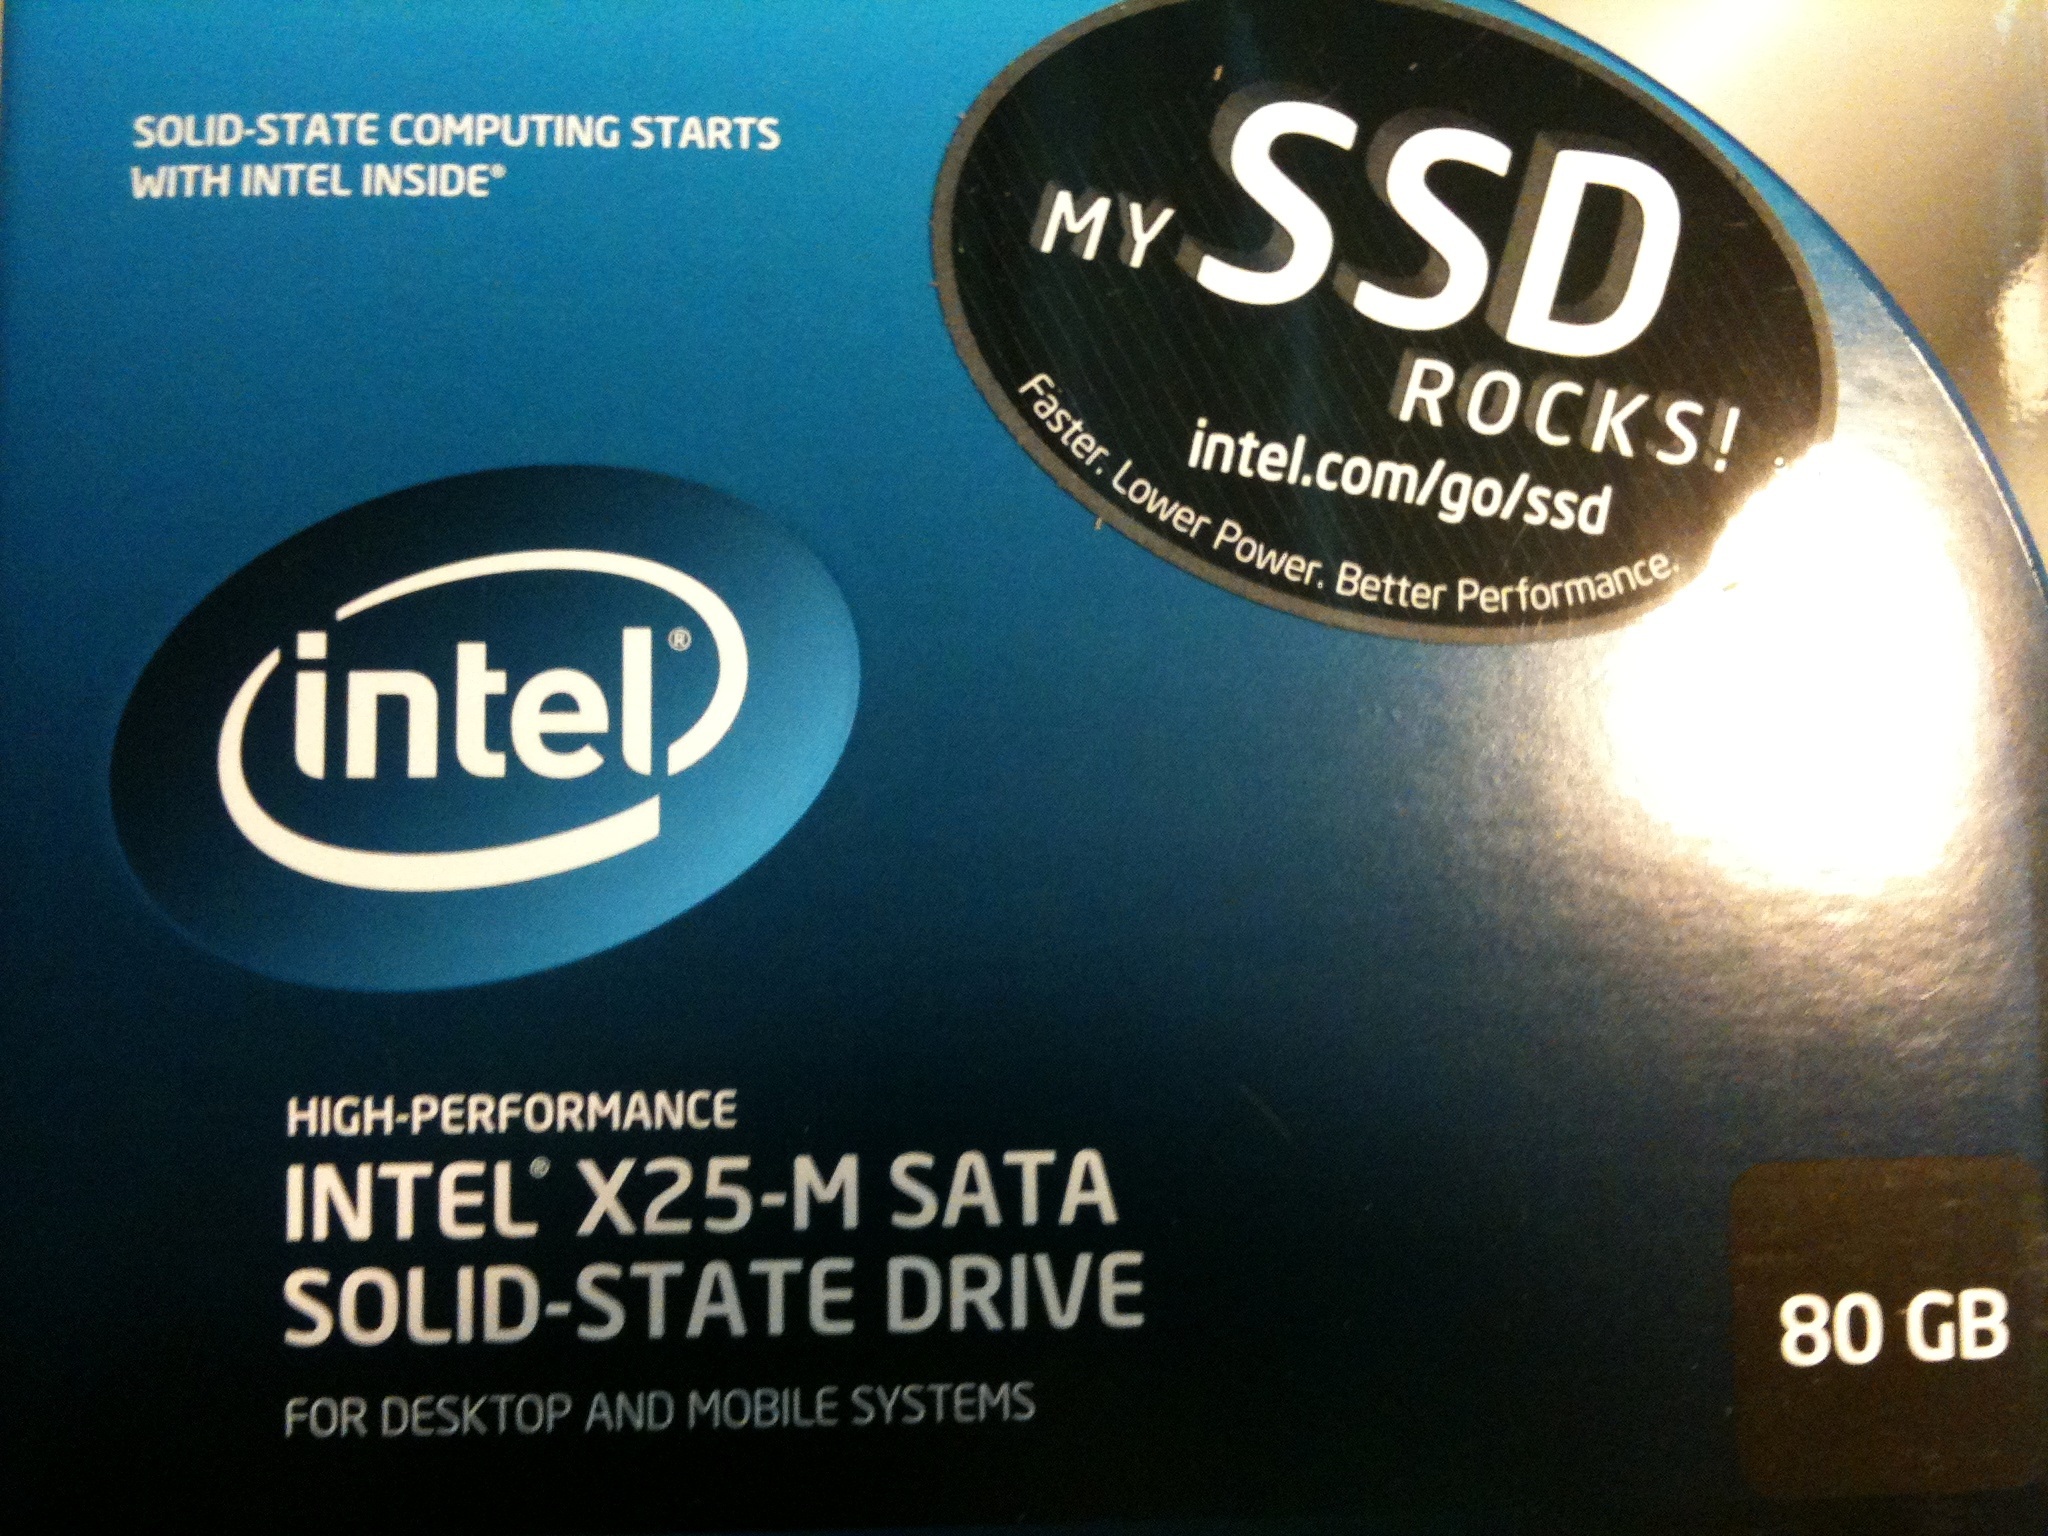 SOLID-STATE COMPUTING STARTS
WITH INTEL INSIDE®
MY SSD
ROCKS!
intel.com/go/ssd
Faster. Lower Power. Better Performance.
intel®
HIGH-PERFORMANCE
INTEL® X25-M SATA
SOLID-STATE DRIVE
FOR DESKTOP AND MOBILE SYSTEMS
80 GB